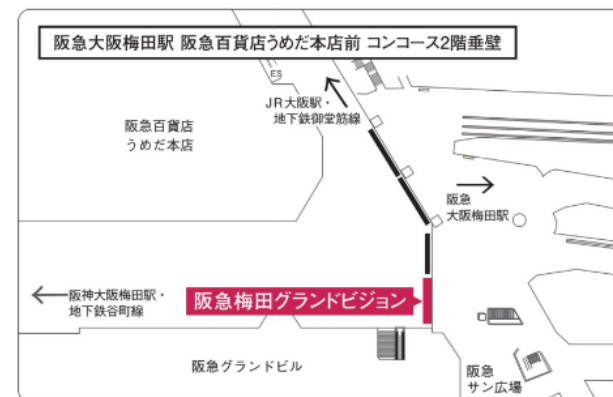 阪急大阪梅田駅 阪急百貨店うめだ本店前 コンコース2階垂壁
ES
JR大阪駅・
地下鉄御堂筋線
阪急百貨店
うめだ本店
阪急
大阪梅田駅
阪神大阪梅田駅・
地下鉄谷町線
阪急梅田グランドビジョン
阪急グランドビル
阪急
サン広場